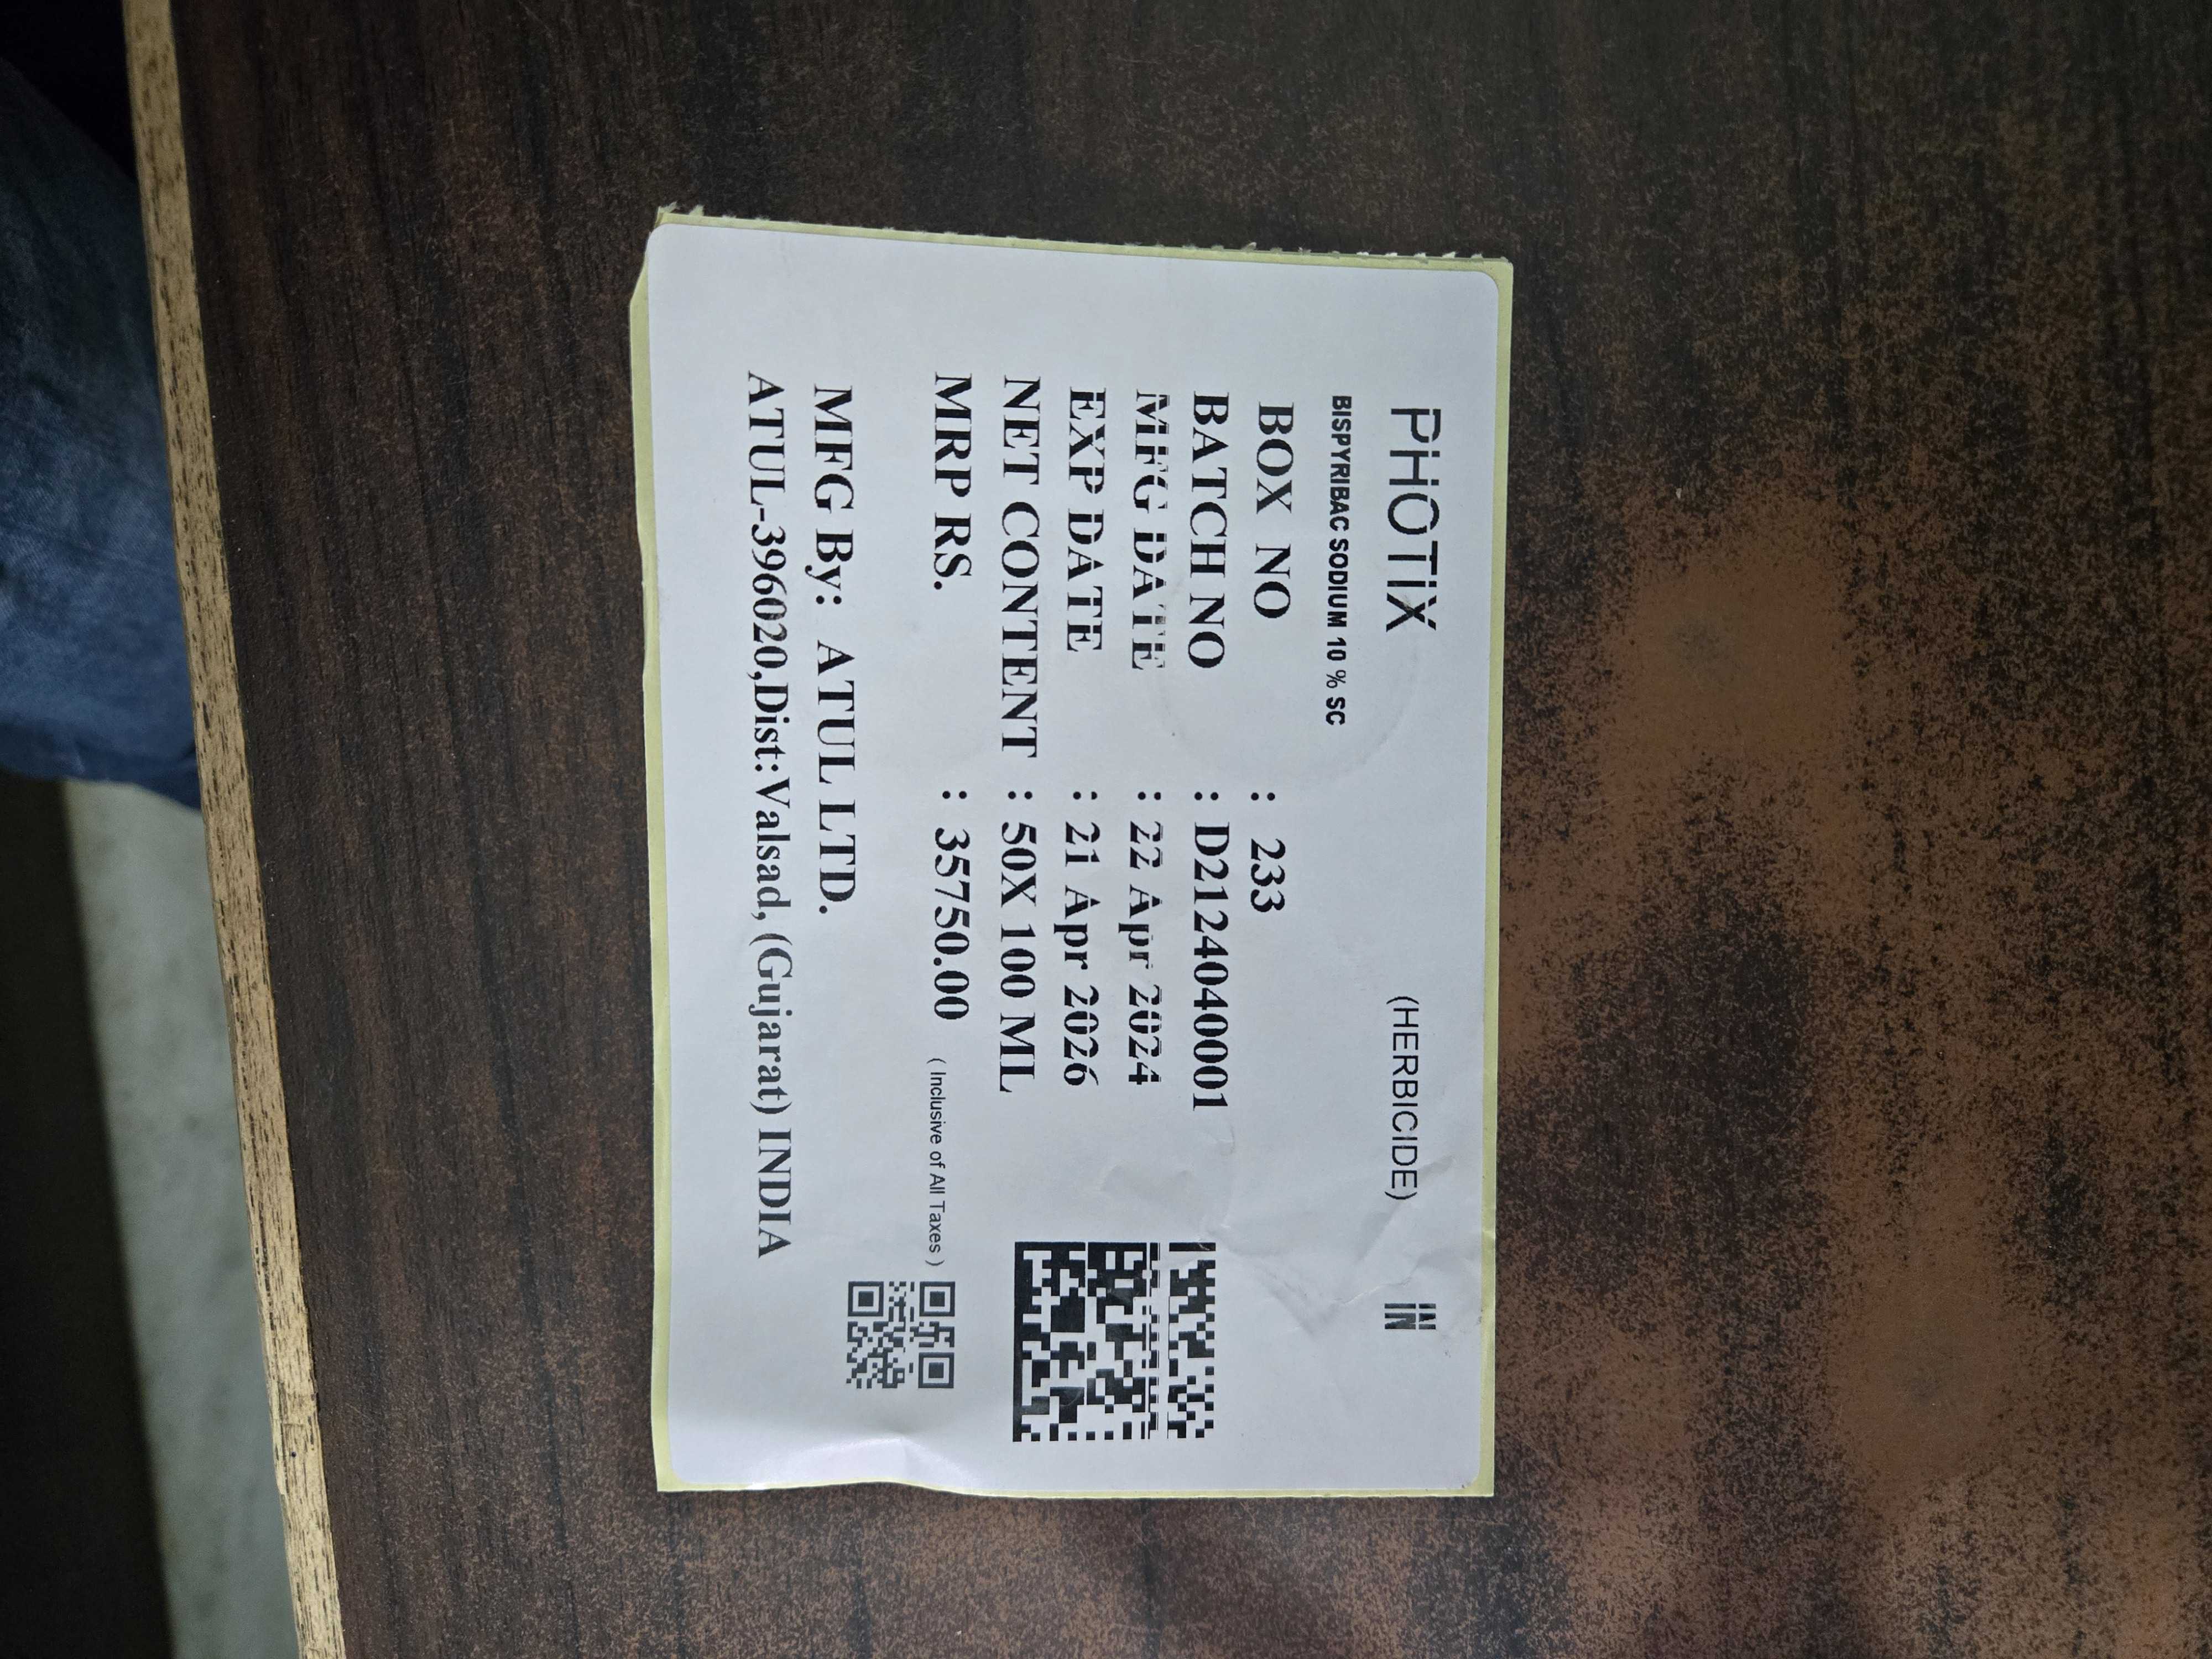 PHOTIX (HERBICIDE) IN
BISPYRIBAC SODIUM 10 % SC
BOX NO : 233
BATCH NO : D2124040001
MFG DATE : 22 Apr 2024
EXP DATE : 21 Apr 2026
NET CONTENT : 50X 100 ML
MRP RS. : 35750.00 ( Inclusive of All Taxes )
MFG By: ATUL LTD.
ATUL-396020,Dist:Valsad, (Gujarat) INDIA